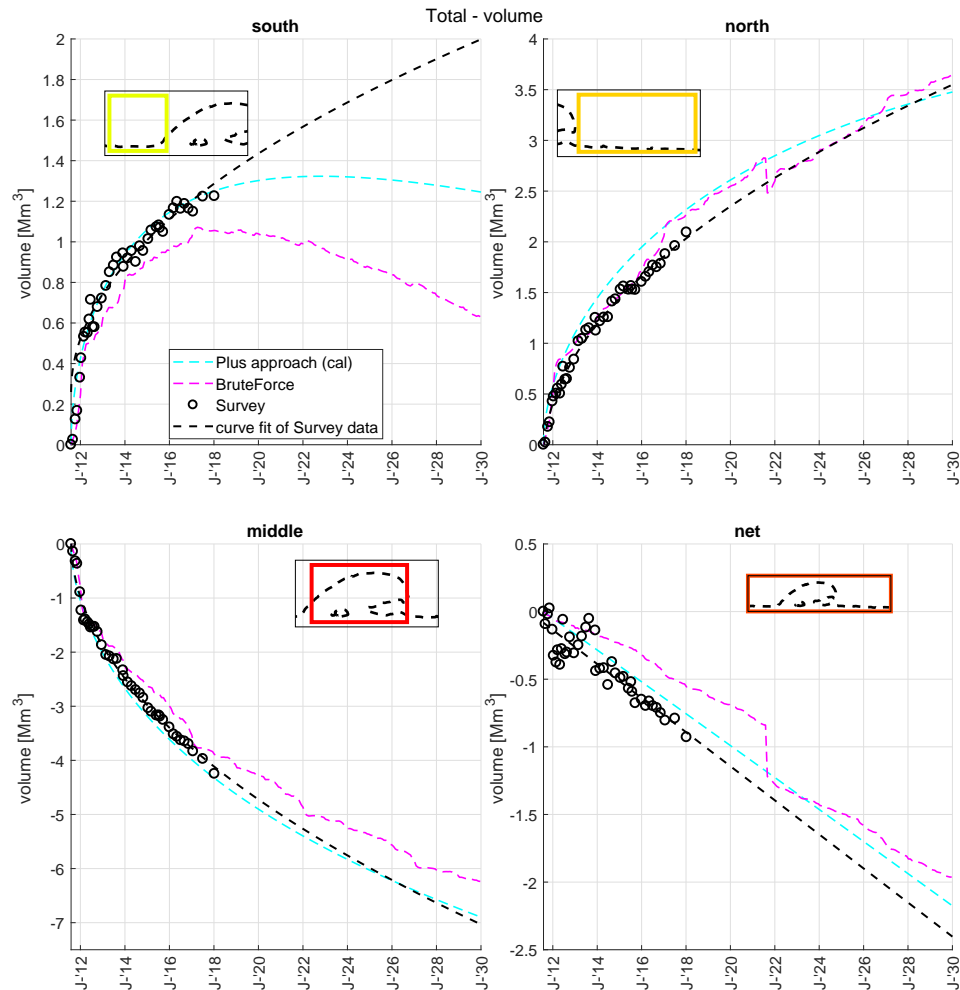 Total - volume
south
north
2
1.8
1.6
1.4
1.2
1
0.8
0.6
0.4
0.2
0
volume [Mm³]
Plus approach (cal)
BruteForce
Survey
curve fit of Survey data
J-'12
J-'14
J-'16
J-'18
J-'20
J-'22
J-'24
J-'26
J-'28
J-'30
4
3.5
3
2.5
2
1.5
1
0.5
0
volume [Mm³]
J-'12
J-'14
J-'16
J-'18
J-'20
J-'22
J-'24
J-'26
J-'28
J-'30
middle
net
0
-1
-2
-3
-4
-5
-6
-7
volume [Mm³]
J-'12
J-'14
J-'16
J-'18
J-'20
J-'22
J-'24
J-'26
J-'28
J-'30
0.5
0
-0.5
-1
-1.5
-2
-2.5
volume [Mm³]
J-'12
J-'14
J-'16
J-'18
J-'20
J-'22
J-'24
J-'26
J-'28
J-'30